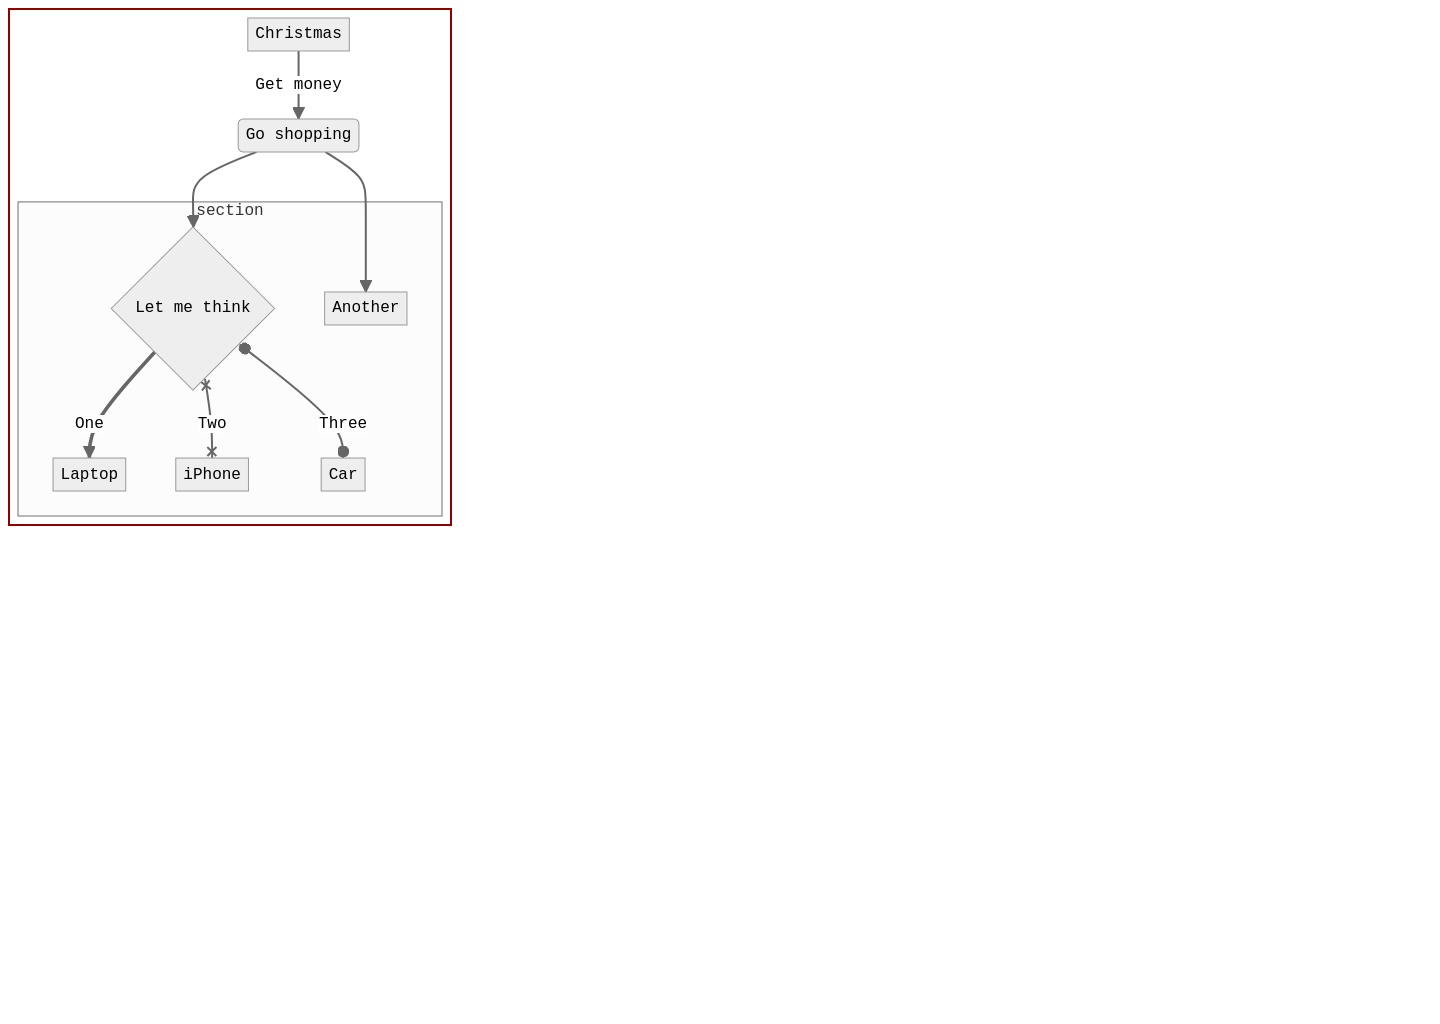 Christmas
Get money
Go shopping
section
Let me think
Another
One
Two
Three
Laptop
iPhone
Car